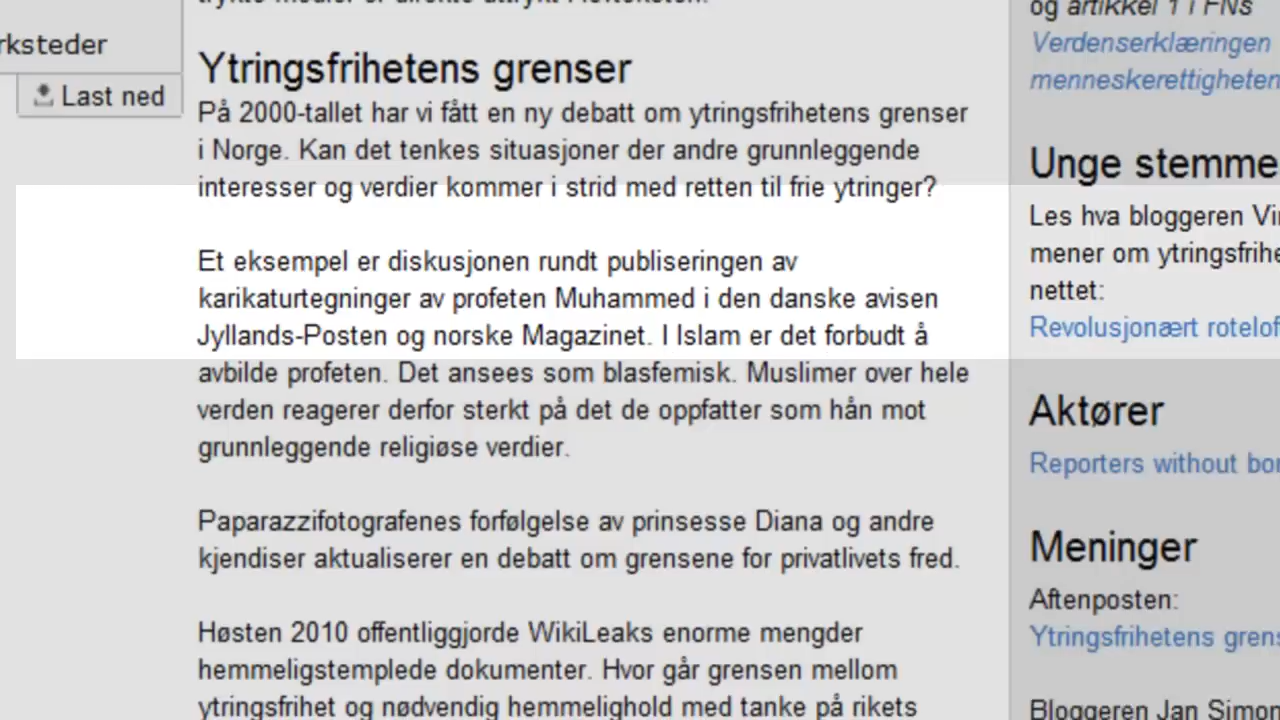 rksteder
Last ned
Ytringsfrihetens grenser
På 2000-tallet har vi fått en ny debatt om ytringsfrihetens grenser
i Norge. Kan det tenkes situasjoner der andre grunnleggende
interesser og verdier kommer i strid med retten til frie ytringer?
Et eksempel er diskusjonen rundt publiseringen av
karikaturtegninger av profeten Muhammed i den danske avisen
Jyllands-Posten og norske Magazinet. I Islam er det forbudt å
avbilde profeten. Det ansees som blasfemisk. Muslimer over hele
verden reagerer derfor sterkt på det de oppfatter som hån mot
grunnleggende religiøse verdier.
Paparazzifotografenes forfølgelse av prinsesse Diana og andre
kjendiser aktualiserer en debatt om grensene for privatlivets fred.
Høsten 2010 offentliggjorde WikiLeaks enorme mengder
hemmeligstemplede dokumenter. Hvor går grensen mellom
ytringsfrihet og nødvendig hemmelighold med tanke på rikets
og artikkel 1 i FNs
Verdenserklæringen
menneskerettigheten
Unge stemme
Les hva bloggeren Vi
mener om ytringsfrihe
nettet:
Revolusjonært rotelof
Aktører
Reporters without bor
Meninger
Aftenposten:
Ytringsfrihetens grens
Bloggeren Jan Simon